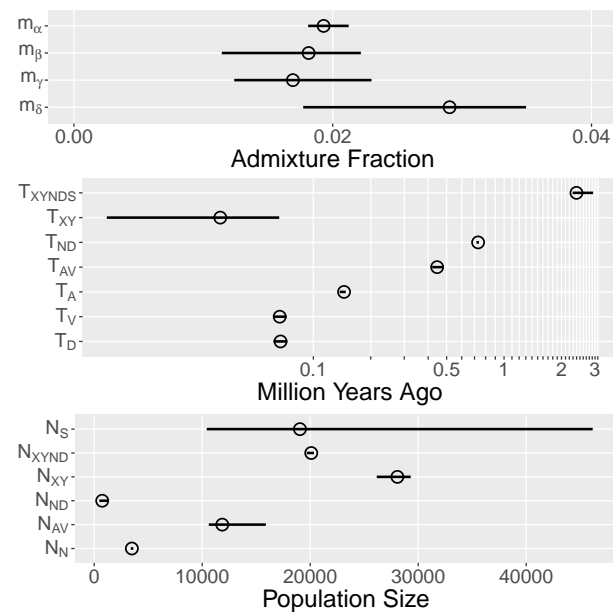 mα
mβ
mγ
mδ
0.00 0.02 0.04
Admixture Fraction
TXYNDS
TXY
TND
TAV
TA
TV
TD
0.1 0.5 1 2 3
Million Years Ago
NS
NXYND
NXY
NND
NAV
NN
0 10000 20000 30000 40000
Population Size